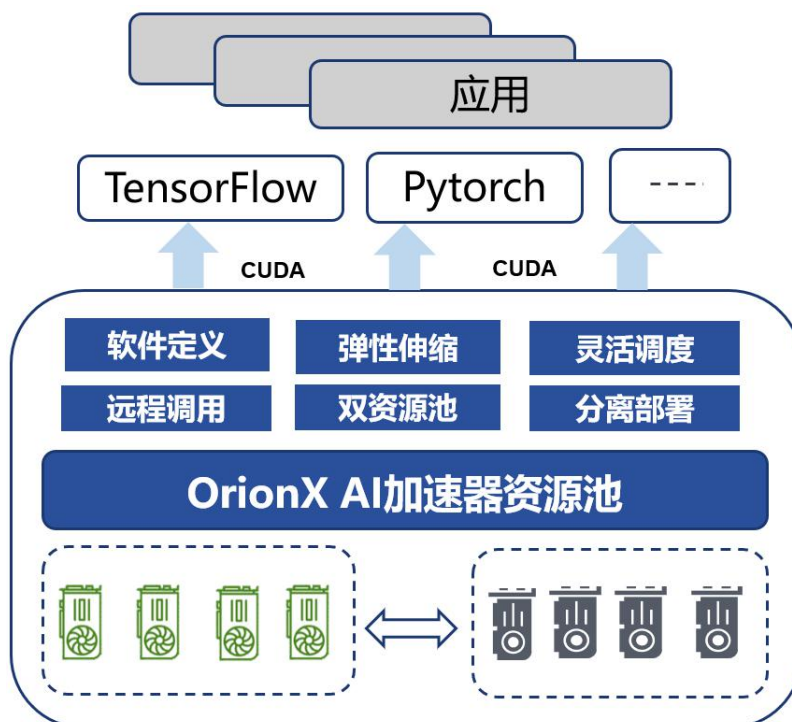 应用
TensorFlow
Pytorch
----
CUDA
CUDA
软件定义
弹性伸缩
灵活调度
远程调用
双资源池
分离部署
OrionX AI加速器资源池